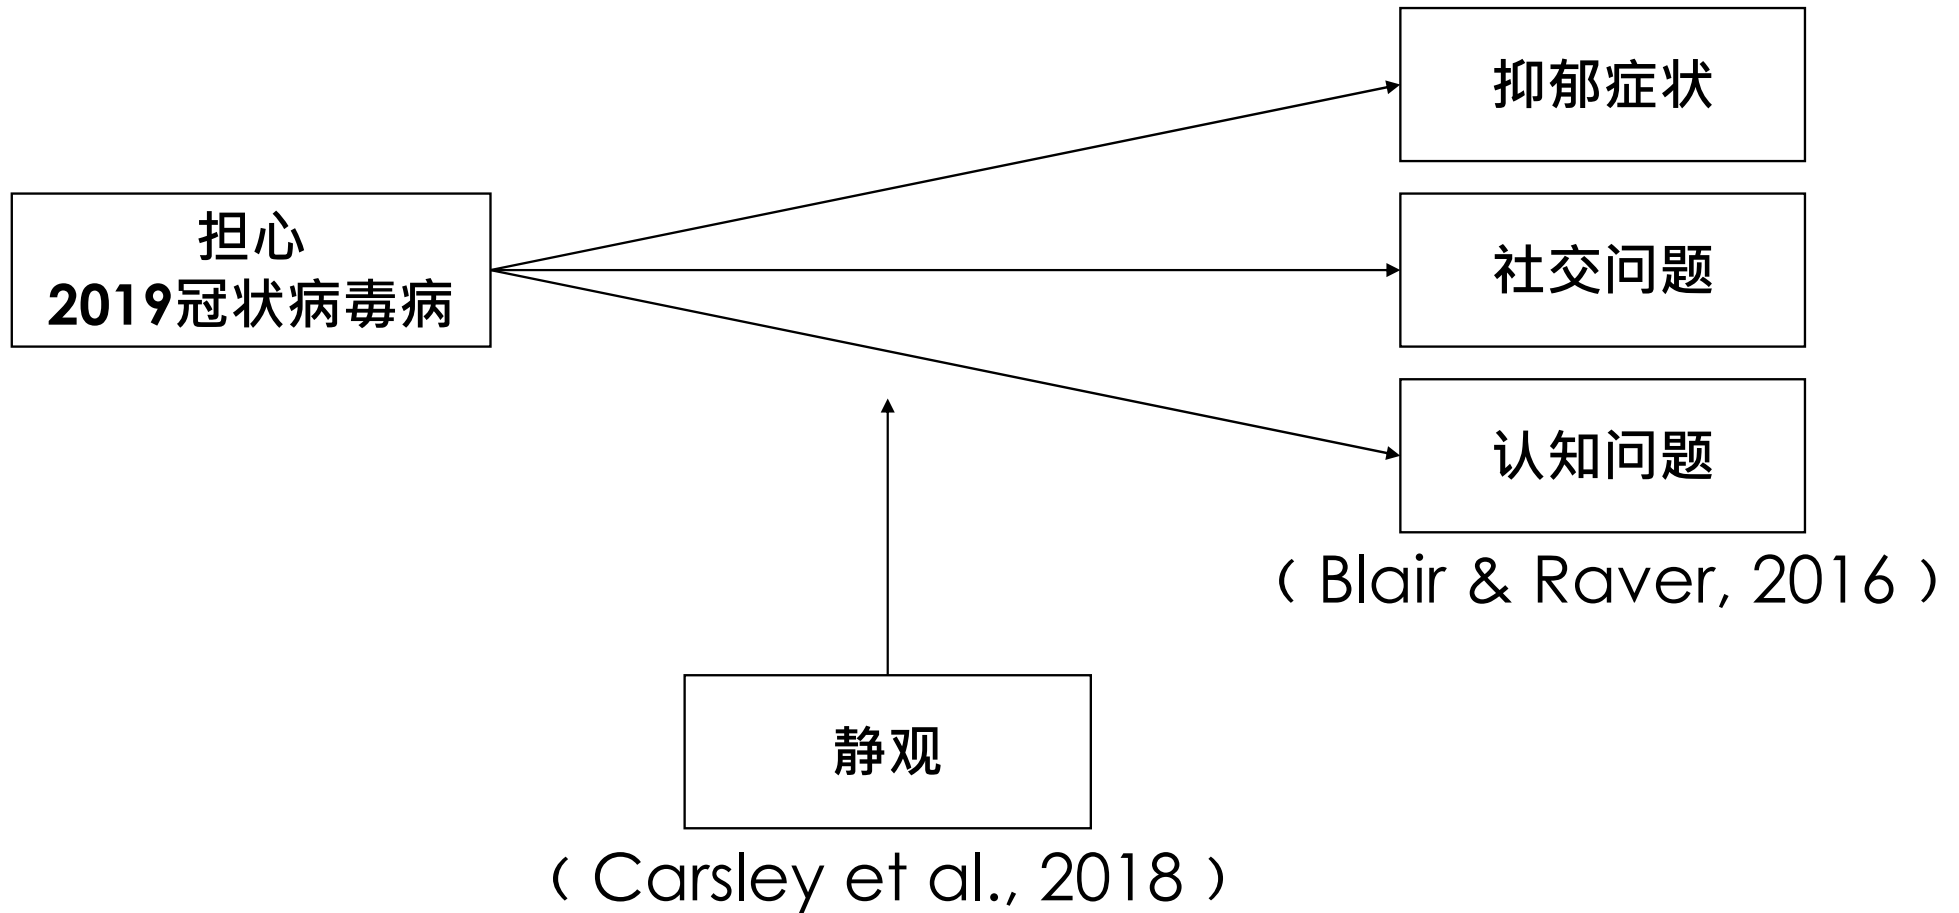 抑郁症状
担心
2019冠状病毒病
社交问题
认知问题
（Blair & Raver, 2016）
静观
（Carsley et al., 2018）